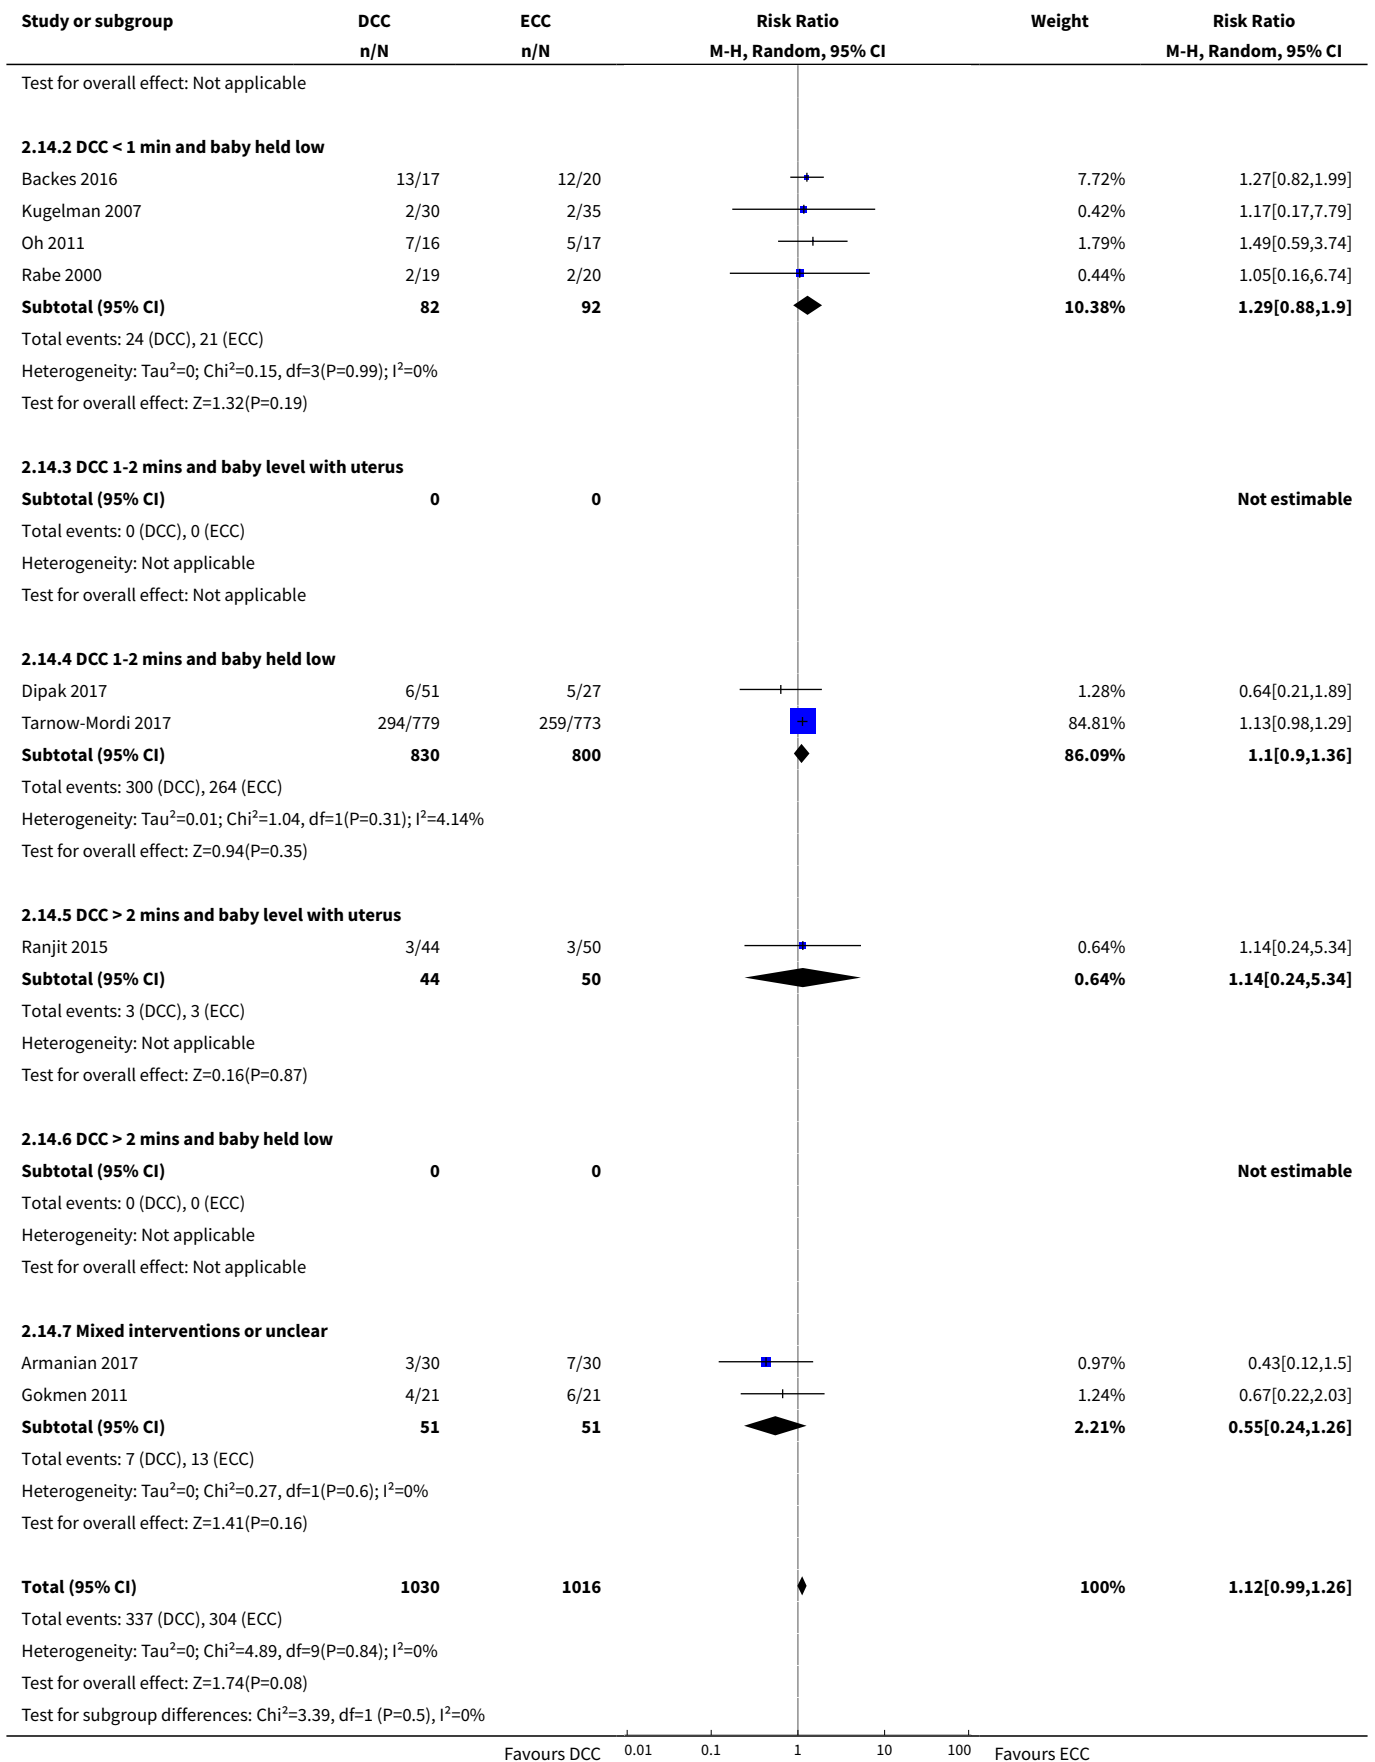 Study or subgroup DCC ECC Risk Ratio Weight Risk Ratio
n/N n/N M-H, Random, 95% CI M-H, Random, 95% CI
Test for overall effect: Not applicable
2.14.2 DCC < 1 min and baby held low
Backes 2016 13/17 12/20 7.72% 1.27[0.82,1.99]
Kugelman 2007 2/30 2/35 0.42% 1.17[0.17,7.79]
Oh 2011 7/16 5/17 1.79% 1.49[0.59,3.74]
Rabe 2000 2/19 2/20 0.44% 1.05[0.16,6.74]
Subtotal (95% CI) 82 92 10.38% 1.29[0.88,1.9]
Total events: 24 (DCC), 21 (ECC)
Heterogeneity: Tau²=0; Chi²=0.15, df=3(P=0.99); I²=0%
Test for overall effect: Z=1.32(P=0.19)
2.14.3 DCC 1-2 mins and baby level with uterus
Subtotal (95% CI) 0 0 Not estimable
Total events: 0 (DCC), 0 (ECC)
Heterogeneity: Not applicable
Test for overall effect: Not applicable
2.14.4 DCC 1-2 mins and baby held low
Dipak 2017 6/51 5/27 1.28% 0.64[0.21,1.89]
Tarnow-Mordi 2017 294/779 259/773 84.81% 1.13[0.98,1.29]
Subtotal (95% CI) 830 800 86.09% 1.1[0.9,1.36]
Total events: 300 (DCC), 264 (ECC)
Heterogeneity: Tau²=0.01; Chi²=1.04, df=1(P=0.31); I²=4.14%
Test for overall effect: Z=0.94(P=0.35)
2.14.5 DCC > 2 mins and baby level with uterus
Ranjit 2015 3/44 3/50 0.64% 1.14[0.24,5.34]
Subtotal (95% CI) 44 50 0.64% 1.14[0.24,5.34]
Total events: 3 (DCC), 3 (ECC)
Heterogeneity: Not applicable
Test for overall effect: Z=0.16(P=0.87)
2.14.6 DCC > 2 mins and baby held low
Subtotal (95% CI) 0 0 Not estimable
Total events: 0 (DCC), 0 (ECC)
Heterogeneity: Not applicable
Test for overall effect: Not applicable
2.14.7 Mixed interventions or unclear
Armanian 2017 3/30 7/30 0.97% 0.43[0.12,1.5]
Gokmen 2011 4/21 6/21 1.24% 0.67[0.22,2.03]
Subtotal (95% CI) 51 51 2.21% 0.55[0.24,1.26]
Total events: 7 (DCC), 13 (ECC)
Heterogeneity: Tau²=0; Chi²=0.27, df=1(P=0.6); I²=0%
Test for overall effect: Z=1.41(P=0.16)
Total (95% CI) 1030 1016 100% 1.12[0.99,1.26]
Total events: 337 (DCC), 304 (ECC)
Heterogeneity: Tau²=0; Chi²=4.89, df=9(P=0.84); I²=0%
Test for overall effect: Z=1.74(P=0.08)
Test for subgroup differences: Chi²=3.39, df=1 (P=0.5), I²=0%
Favours DCC 0.01 0.1 1 10 100 Favours ECC